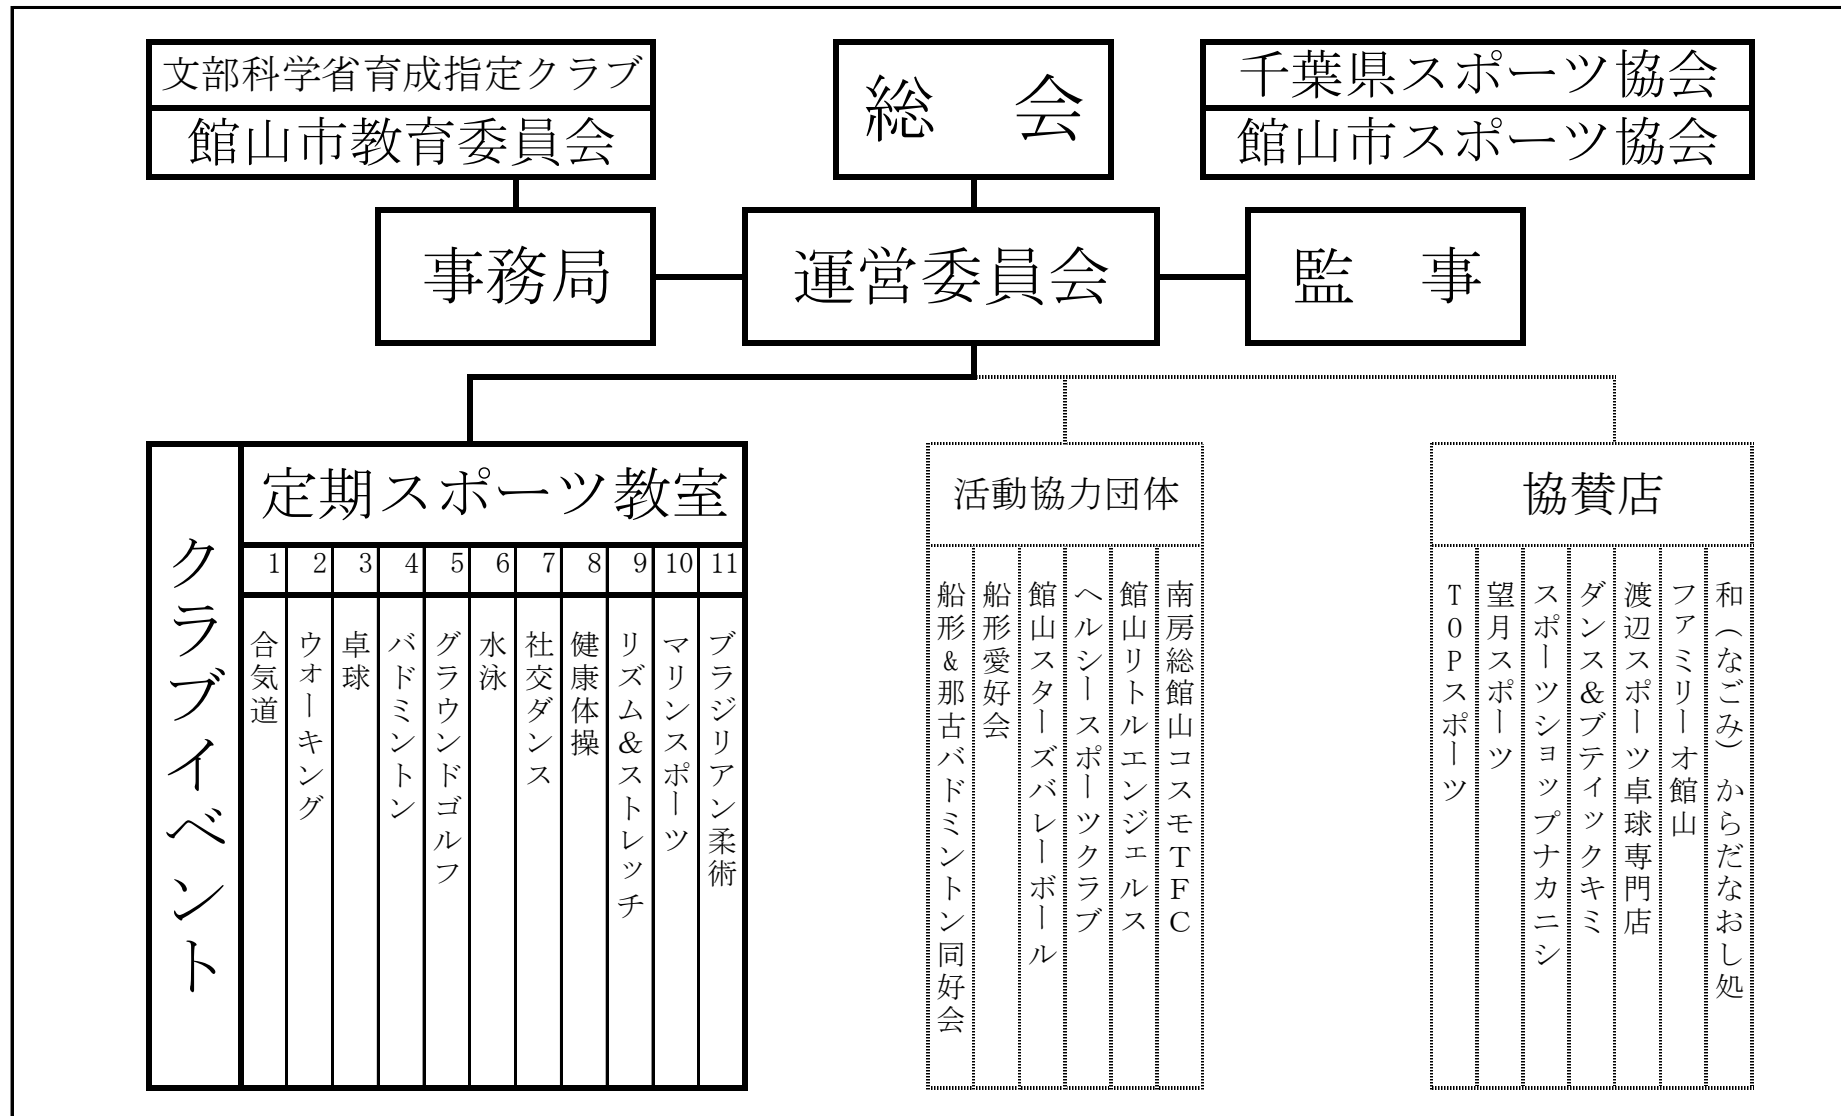 文部科学省育成指定クラブ
館山市教育委員会
総　会
千葉県スポーツ協会
館山市スポーツ協会
事務局
運営委員会
監　事
クラブイベント
定期スポーツ教室
1
2
3
4
5
6
7
8
9
10
11
合気道
ウオーキング
卓球
バドミントン
グラウンドゴルフ
水泳
社交ダンス
健康体操
リズム&ストレッチ
マリンスポーツ
ブラジリアン柔術
活動協力団体
船形&那古バドミントン同好会
船形愛好会
館山スターズバレーボール
ヘルシースポーツクラブ
館山リトルエンジェルス
南房総館山コスモTFC
協賛店
TOPスポーツ
望月スポーツ
スポーツショップナカニシ
ダンス&ブティックキミ
渡辺スポーツ卓球専門店
ファミリーオ館山
和（なごみ）からだなおし処